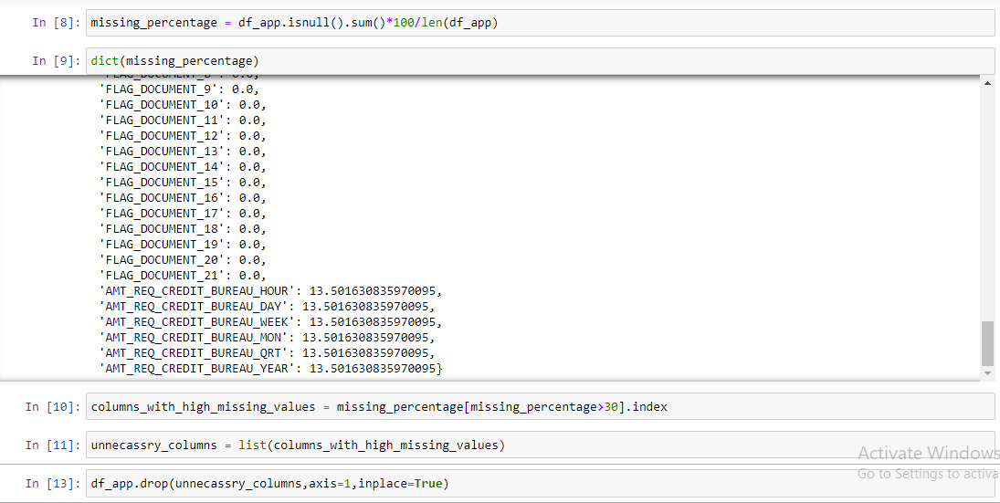 In [8]: missing_percentage = df_app.isnull().sum()*100/len(df_app)
In [9]: dict(missing_percentage)
'FLAG_DOCUMENT_8': 0.0,
'FLAG_DOCUMENT_9': 0.0,
'FLAG_DOCUMENT_10': 0.0,
'FLAG_DOCUMENT_11': 0.0,
'FLAG_DOCUMENT_12': 0.0,
'FLAG_DOCUMENT_13': 0.0,
'FLAG_DOCUMENT_14': 0.0,
'FLAG_DOCUMENT_15': 0.0,
'FLAG_DOCUMENT_16': 0.0,
'FLAG_DOCUMENT_17': 0.0,
'FLAG_DOCUMENT_18': 0.0,
'FLAG_DOCUMENT_19': 0.0,
'FLAG_DOCUMENT_20': 0.0,
'FLAG_DOCUMENT_21': 0.0,
'AMT_REQ_CREDIT_BUREAU_HOUR': 13.501630835970095,
'AMT_REQ_CREDIT_BUREAU_DAY': 13.501630835970095,
'AMT_REQ_CREDIT_BUREAU_WEEK': 13.501630835970095,
'AMT_REQ_CREDIT_BUREAU_MON': 13.501630835970095,
'AMT_REQ_CREDIT_BUREAU_QRT': 13.501630835970095,
'AMT_REQ_CREDIT_BUREAU_YEAR': 13.501630835970095}
In [10]: columns_with_high_missing_values = missing_percentage[missing_percentage>30].index
In [11]: unnecassry_columns = list(columns_with_high_missing_values)
Activate Windows
Go to Settings to activa
In [13]: df_app.drop(unnecassry_columns,axis=1,inplace=True)